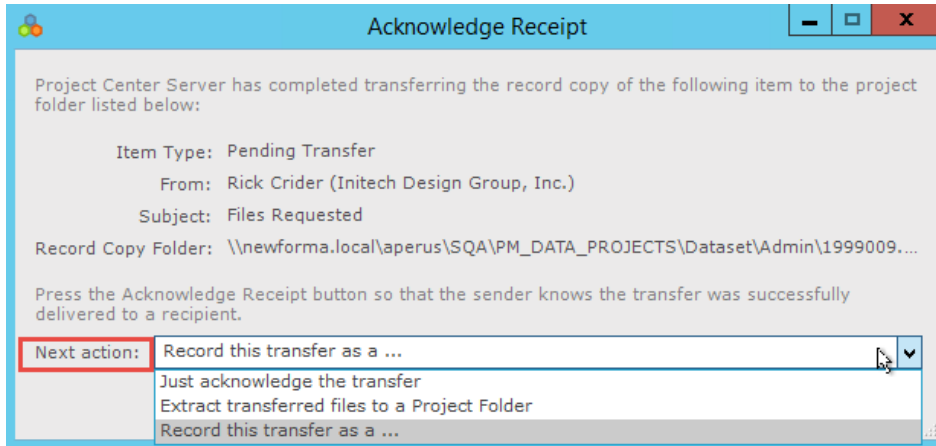 Acknowledge Receipt
Project Center Server has completed transferring the record copy of the following item to the project
folder listed below:
Item Type: Pending Transfer
From: Rick Crider (Initech Design Group, Inc.)
Subject: Files Requested
Record Copy Folder: \\newforma.local\aperus\SQA\PM_DATA_PROJECTS\Dataset\Admin\1999009....
Press the Acknowledge Receipt button so that the sender knows the transfer was successfully
delivered to a recipient.
Next action: Record this transfer as a ...
Just acknowledge the transfer
Extract transferred files to a Project Folder
Record this transfer as a ...